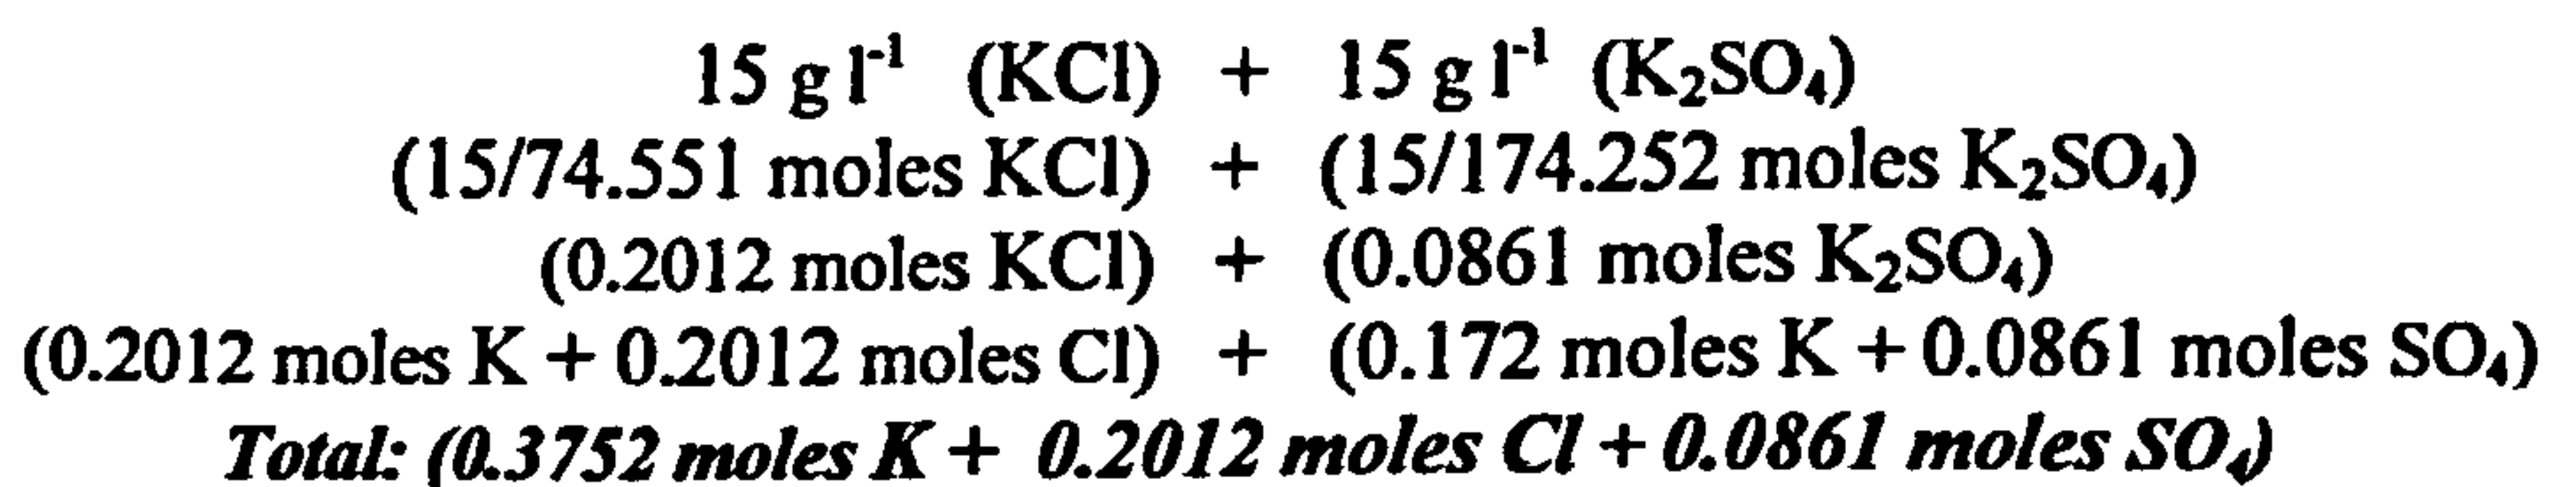 15 g l⁻¹ (KCl) + 15 g l⁻¹ (K₂SO₄)
(15/74.551 moles KCl) + (15/174.252 moles K₂SO₄)
(0.2012 moles KCl) + (0.0861 moles K₂SO₄)
(0.2012 moles K + 0.2012 moles Cl) + (0.172 moles K + 0.0861 moles SO₄)
Total: (0.3752 moles K + 0.2012 moles Cl + 0.0861 moles SO₄)